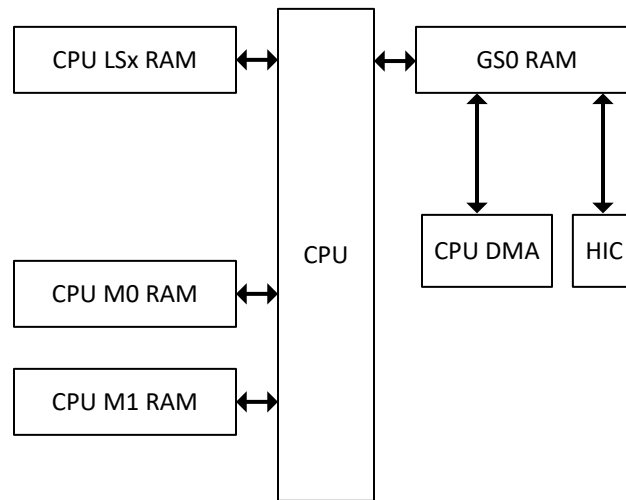 CPU LSx RAM
GS0 RAM
CPU
CPU DMA
HIC
CPU M0 RAM
CPU M1 RAM